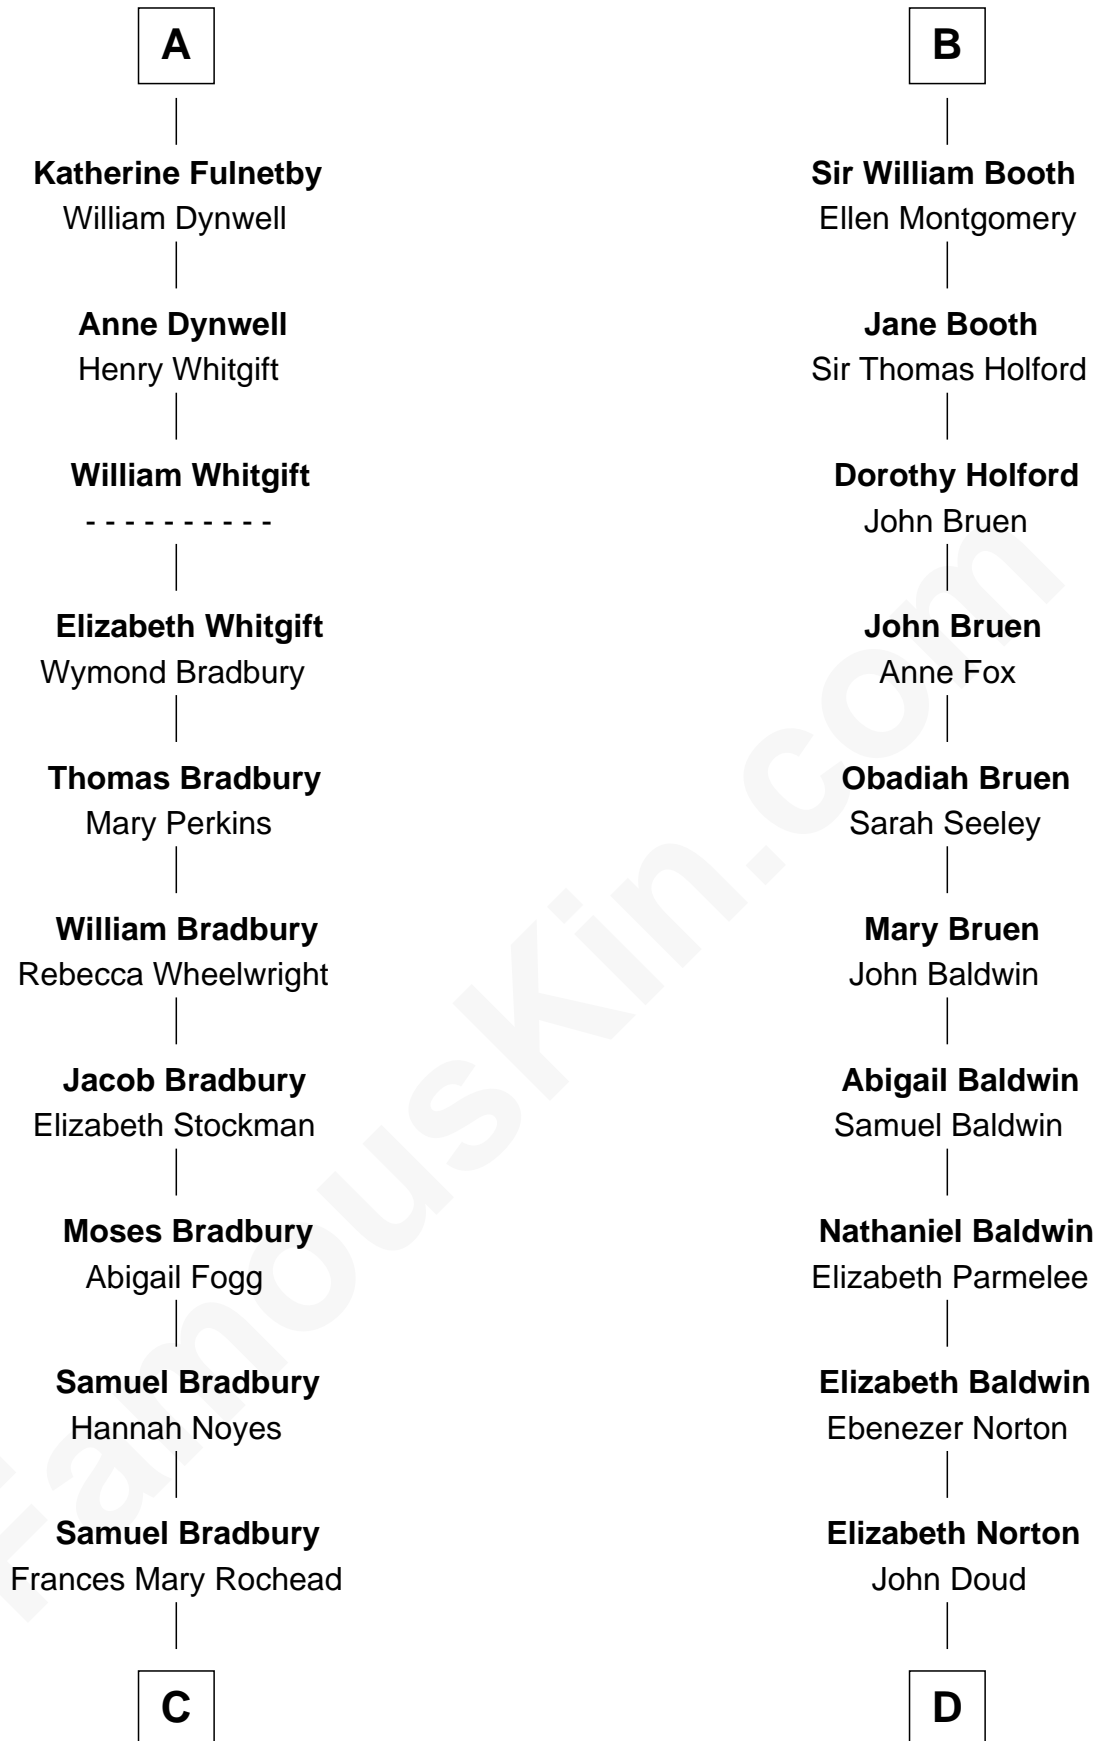 A
Katherine Fulnetby
William Dynwell
Anne Dynwell
Henry Whitgift
William Whitgift
- - - - - - - - - -
Elizabeth Whitgift
Wymond Bradbury
Thomas Bradbury
Mary Perkins
William Bradbury
Rebecca Wheelwright
Jacob Bradbury
Elizabeth Stockman
Moses Bradbury
Abigail Fogg
Samuel Bradbury
Hannah Noyes
Samuel Bradbury
Frances Mary Rochead
C
B
Sir William Booth
Ellen Montgomery
Jane Booth
Sir Thomas Holford
Dorothy Holford
John Bruen
John Bruen
Anne Fox
Obadiah Bruen
Sarah Seeley
Mary Bruen
John Baldwin
Abigail Baldwin
Samuel Baldwin
Nathaniel Baldwin
Elizabeth Parmelee
Elizabeth Baldwin
Ebenezer Norton
Elizabeth Norton
John Doud
D
FamousKin.com